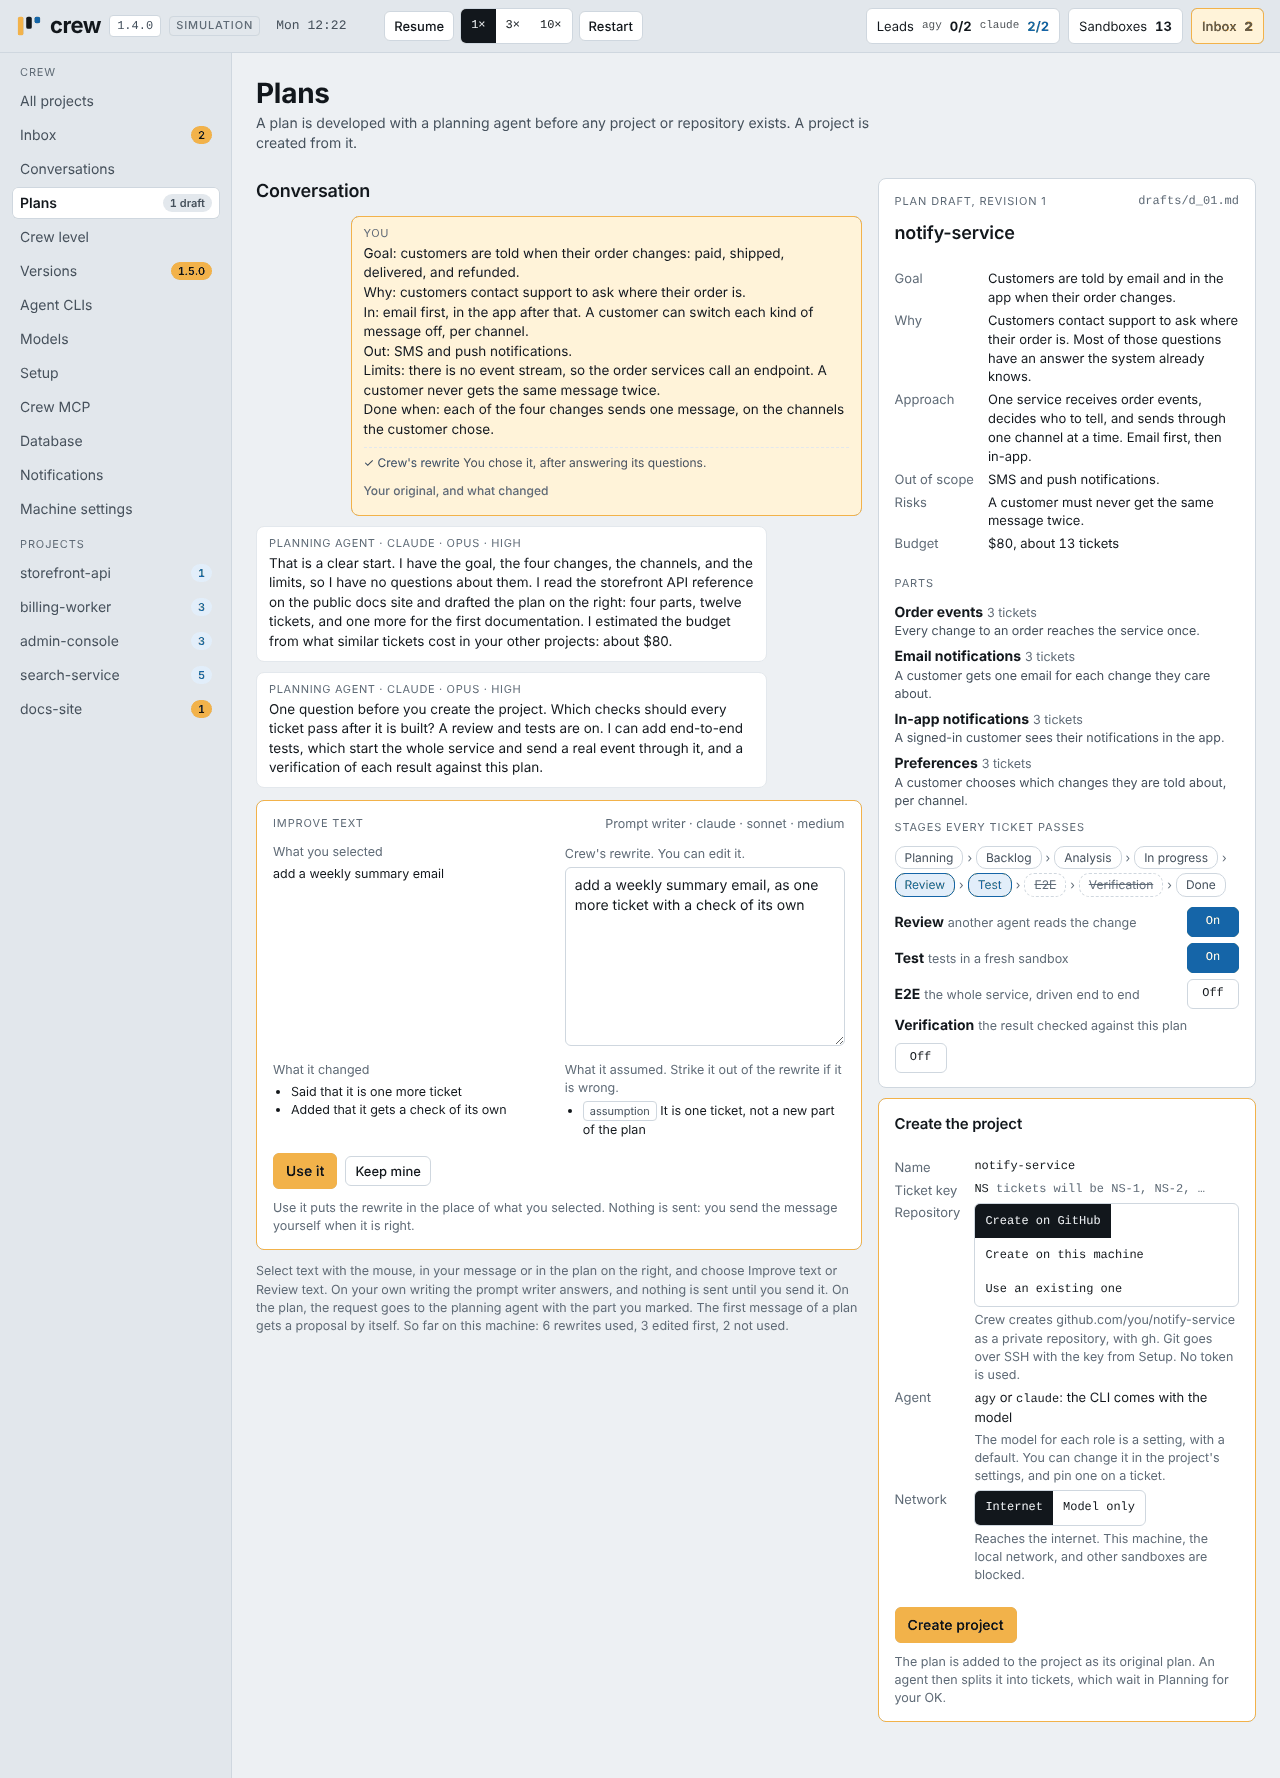 crew 1.4.0 SIMULATION Mon 12:22 Resume 1× 3× 10× Restart Leads agy 0/2 claude 2/2 Sandboxes 13 Inbox 2
CREW
All projects
Inbox 2
Conversations
Plans 1 draft
Crew level
Versions 1.5.0
Agent CLIs
Models
Setup
Crew MCP
Database
Notifications
Machine settings
PROJECTS
storefront-api 1
billing-worker 3
admin-console 3
search-service 5
docs-site 1
Plans
A plan is developed with a planning agent before any project or repository exists. A project is
created from it.
Conversation
YOU
Goal: customers are told when their order changes: paid, shipped,
delivered, and refunded.
Why: customers contact support to ask where their order is.
In: email first, in the app after that. A customer can switch each kind of
message off, per channel.
Out: SMS and push notifications.
Limits: there is no event stream, so the order services call an endpoint. A
customer never gets the same message twice.
Done when: each of the four changes sends one message, on the channels
the customer chose.
✓ Crew's rewrite You chose it, after answering its questions.
Your original, and what changed
PLANNING AGENT · CLAUDE · OPUS · HIGH
That is a clear start. I have the goal, the four changes, the channels, and the
limits, so I have no questions about them. I read the storefront API reference
on the public docs site and drafted the plan on the right: four parts, twelve
tickets, and one more for the first documentation. I estimated the budget
from what similar tickets cost in your other projects: about $80.
PLANNING AGENT · CLAUDE · OPUS · HIGH
One question before you create the project. Which checks should every
ticket pass after it is built? A review and tests are on. I can add end-to-end
tests, which start the whole service and send a real event through it, and a
verification of each result against this plan.
IMPROVE TEXT Prompt writer · claude · sonnet · medium
What you selected
add a weekly summary email
Crew's rewrite. You can edit it.
add a weekly summary email, as one
more ticket with a check of its own
What it changed
• Said that it is one more ticket
• Added that it gets a check of its own
What it assumed. Strike it out of the rewrite if it
is wrong.
• assumption It is one ticket, not a new part
of the plan
Use it Keep mine
Use it puts the rewrite in the place of what you selected. Nothing is sent: you send the message
yourself when it is right.
Select text with the mouse, in your message or in the plan on the right, and choose Improve text or
Review text. On your own writing the prompt writer answers, and nothing is sent until you send it. On
the plan, the request goes to the planning agent with the part you marked. The first message of a plan
gets a proposal by itself. So far on this machine: 6 rewrites used, 3 edited first, 2 not used.
PLAN DRAFT, REVISION 1 drafts/d_01.md
notify-service
Goal Customers are told by email and in the
app when their order changes.
Why Customers contact support to ask where
their order is. Most of those questions
have an answer the system already
knows.
Approach One service receives order events,
decides who to tell, and sends through
one channel at a time. Email first, then
in-app.
Out of scope SMS and push notifications.
Risks A customer must never get the same
message twice.
Budget $80, about 13 tickets
PARTS
Order events 3 tickets
Every change to an order reaches the service once.
Email notifications 3 tickets
A customer gets one email for each change they care
about.
In-app notifications 3 tickets
A signed-in customer sees their notifications in the app.
Preferences 3 tickets
A customer chooses which changes they are told about,
per channel.
STAGES EVERY TICKET PASSES
Planning › Backlog › Analysis › In progress ›
Review › Test › E2E › Verification › Done
Review another agent reads the change On
Test tests in a fresh sandbox On
E2E the whole service, driven end to end Off
Verification the result checked against this plan
Off
Create the project
Name notify-service
Ticket key NS tickets will be NS-1, NS-2, …
Repository Create on GitHub
Create on this machine
Use an existing one
Crew creates github.com/you/notify-service
as a private repository, with gh. Git goes
over SSH with the key from Setup. No token
is used.
Agent agy or claude: the CLI comes with the
model
The model for each role is a setting, with a
default. You can change it in the project's
settings, and pin one on a ticket.
Network Internet Model only
Reaches the internet. This machine, the
local network, and other sandboxes are
blocked.
Create project
The plan is added to the project as its original plan. An
agent then splits it into tickets, which wait in Planning for
your OK.